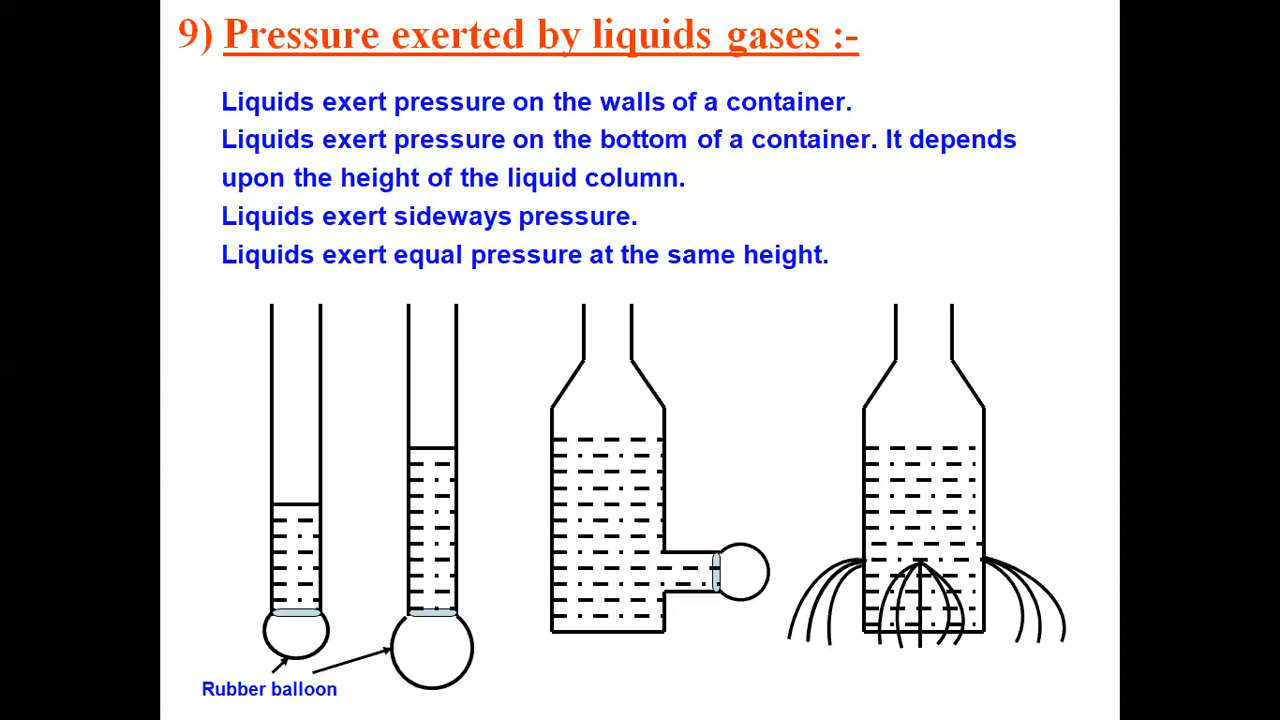 9) Pressure exerted by liquids gases :-
Liquids exert pressure on the walls of a container.
Liquids exert pressure on the bottom of a container. It depends
upon the height of the liquid column.
Liquids exert sideways pressure.
Liquids exert equal pressure at the same height.
Rubber balloon